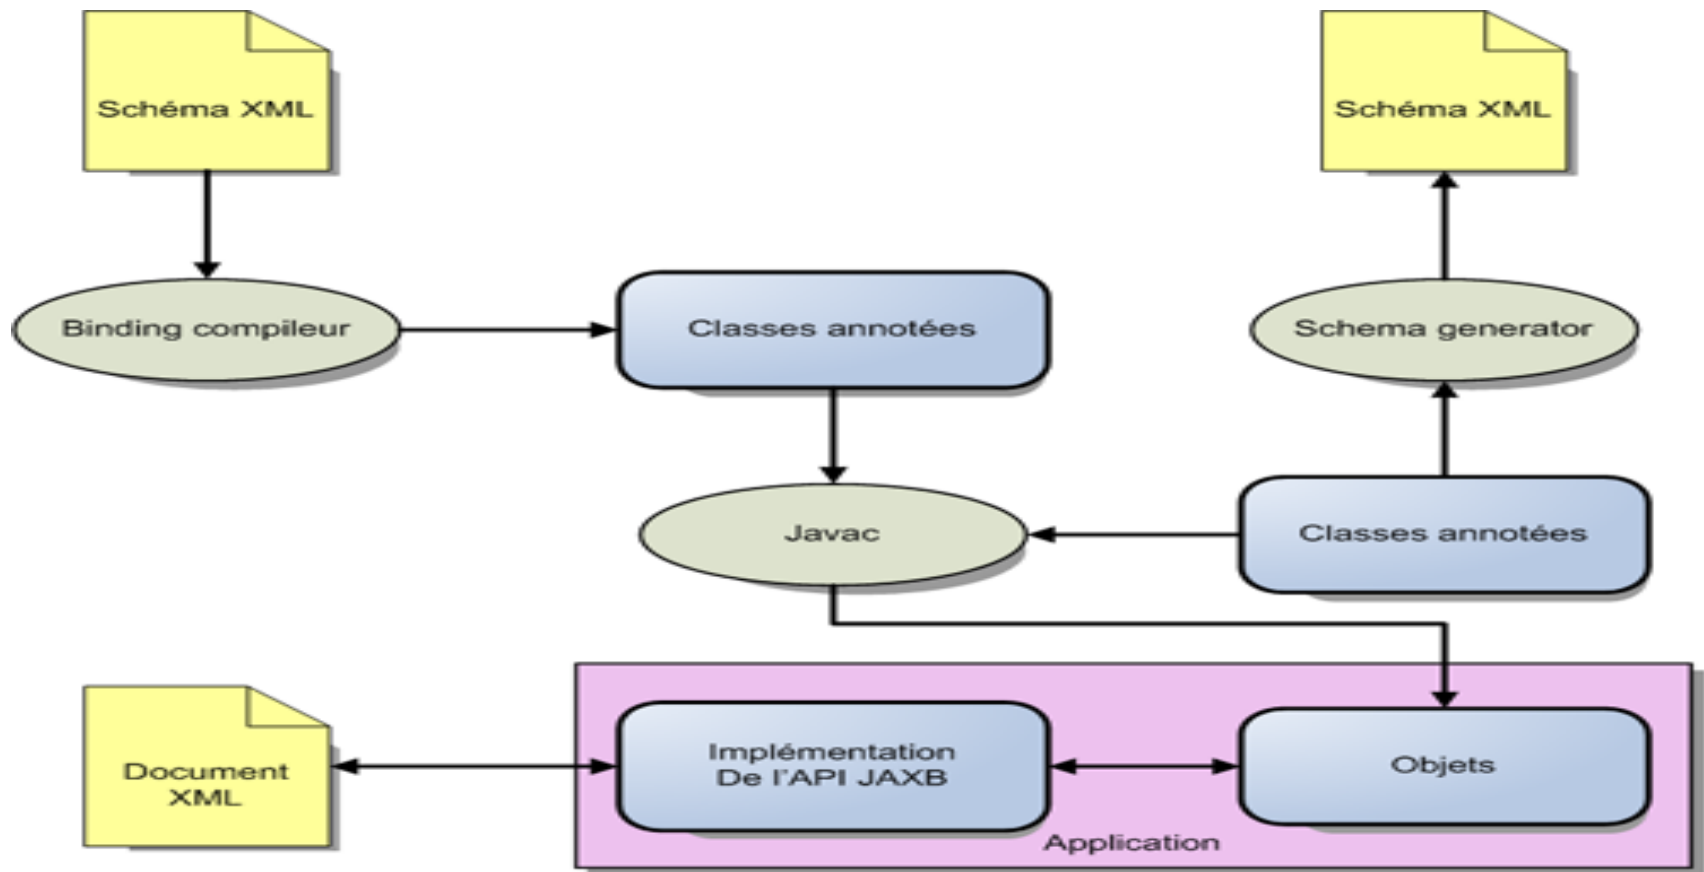 Schéma XML
Schéma XML
Binding compileur
Classes annotées
Schema generator
Javac
Classes annotées
Document
XML
Implémentation
De l'API JAXB
Objets
Application